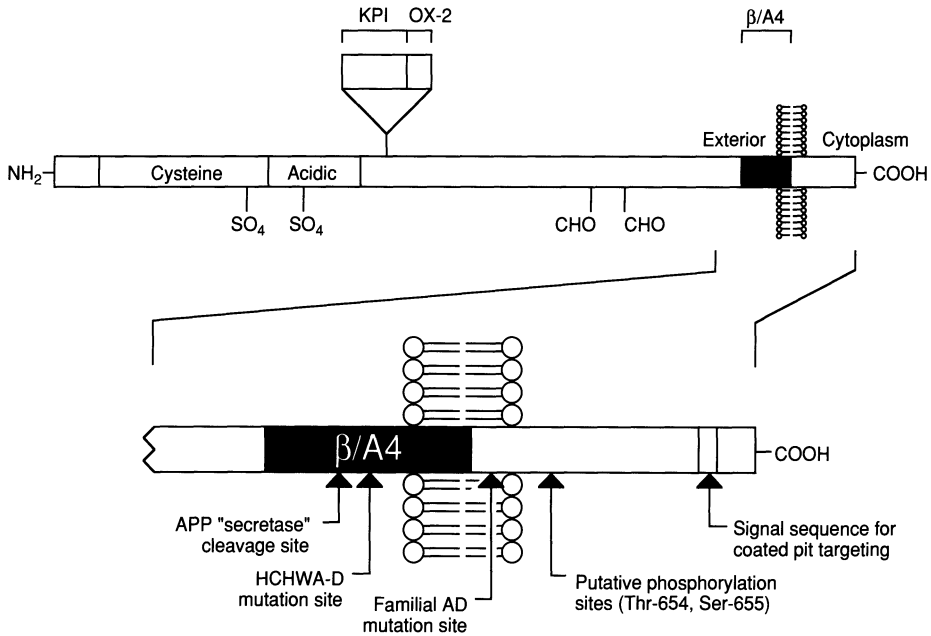 KPI OX-2 β/A4
Exterior Cytoplasm
NH2 Cysteine Acidic COOH
SO4 SO4 CHO CHO
β/A4
COOH
APP "secretase"
cleavage site
HCHWA-D
mutation site
Familial AD
mutation site
Putative phosphorylation
sites (Thr-654, Ser-655)
Signal sequence for
coated pit targeting